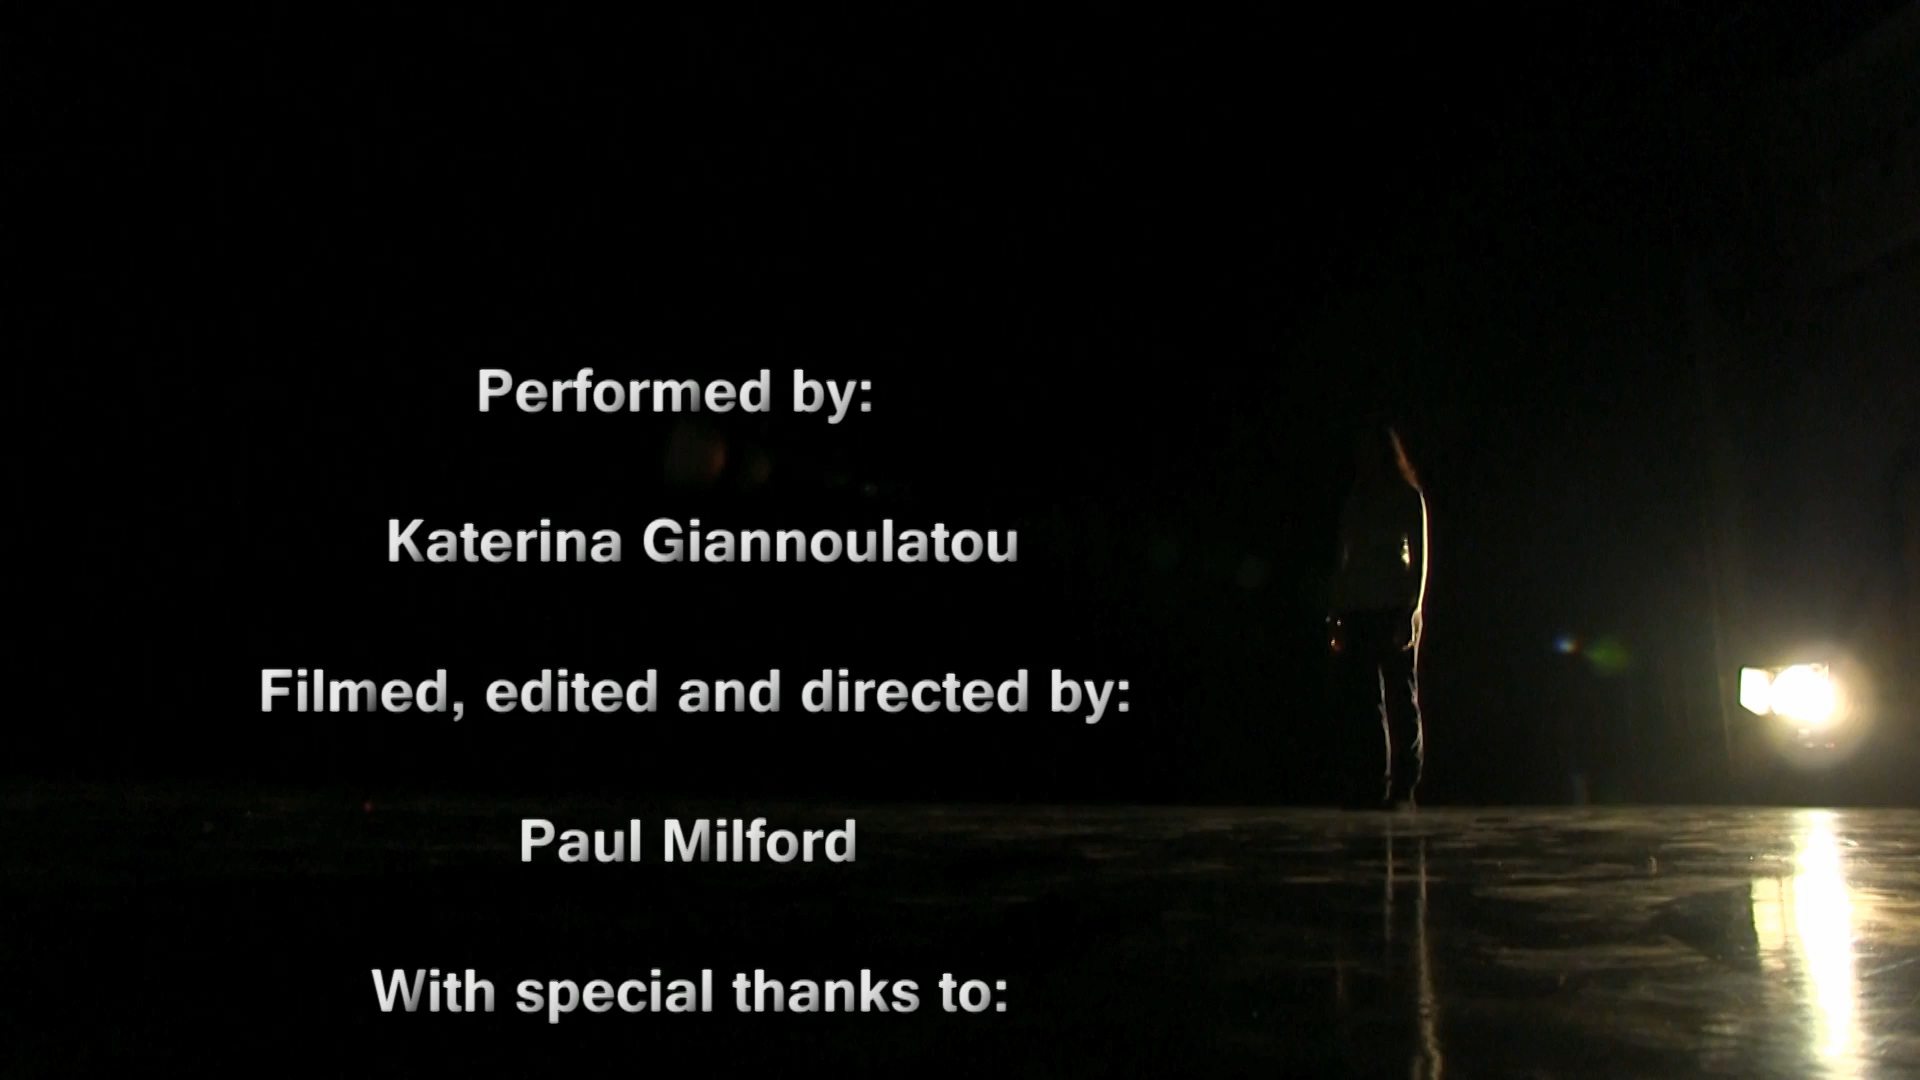 Performed by:
Katerina Giannoulatou
Filmed, edited and directed by:
Paul Milford
With special thanks to: